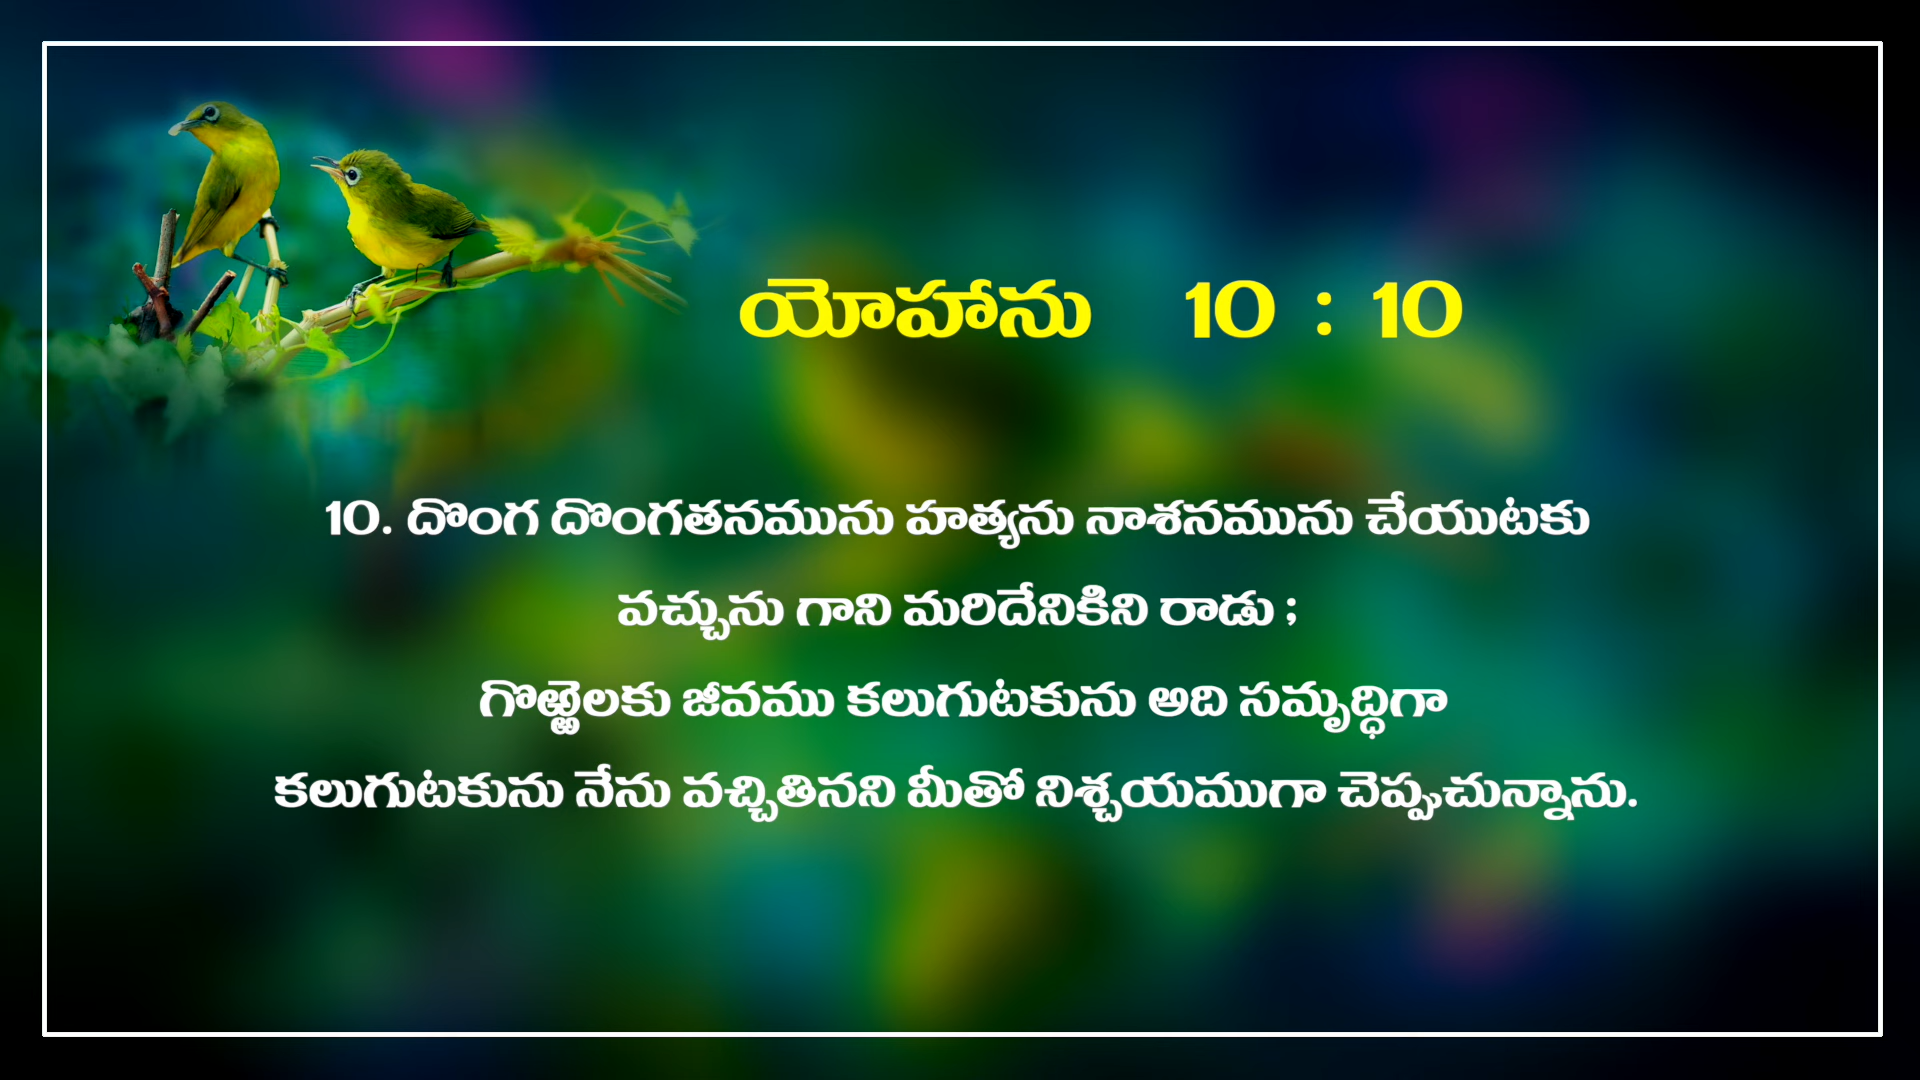 యోహాను 10 : 10
10. దొంగ దొంగతనమును హత్యను నాశనమును చేయుటకు
వచ్చును గాని మరిదేనికిని రాడు ;
గొఱ్ఱెలకు జీవము కలుగుటకును అది సమృద్ధిగా
కలుగుటకును నేను వచ్చితినని మీతో నిశ్చయముగా చెప్పుచున్నాను.